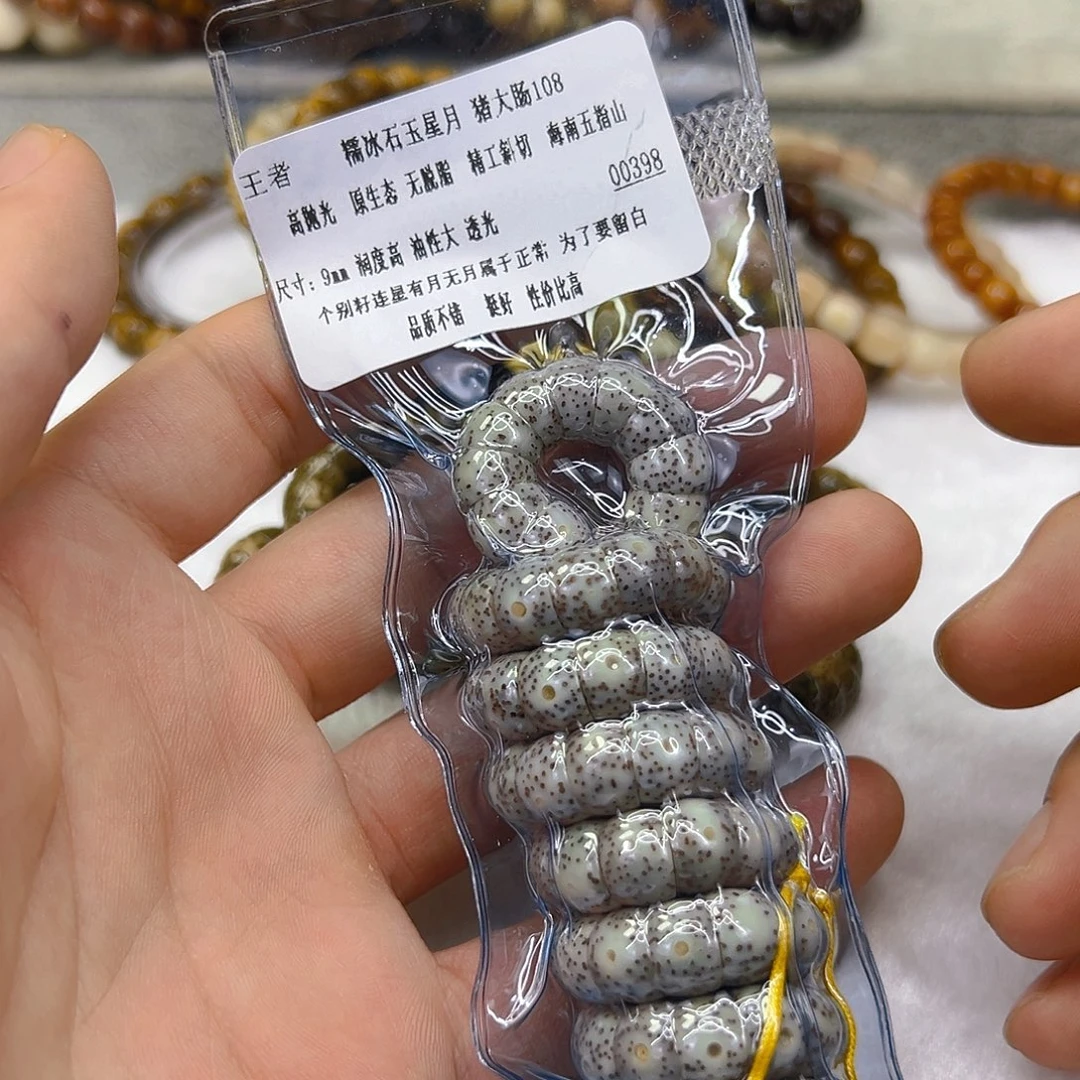 糯冰石玉星月 猪大肠108
王者
高抛光 原生态 无脱脂 精工斜切 海南五指山
00398
尺寸：9mm 润度高 油性大 透光
个别籽连显有月无月属于正常 为了要留白
品质不错 挺好 性价比高